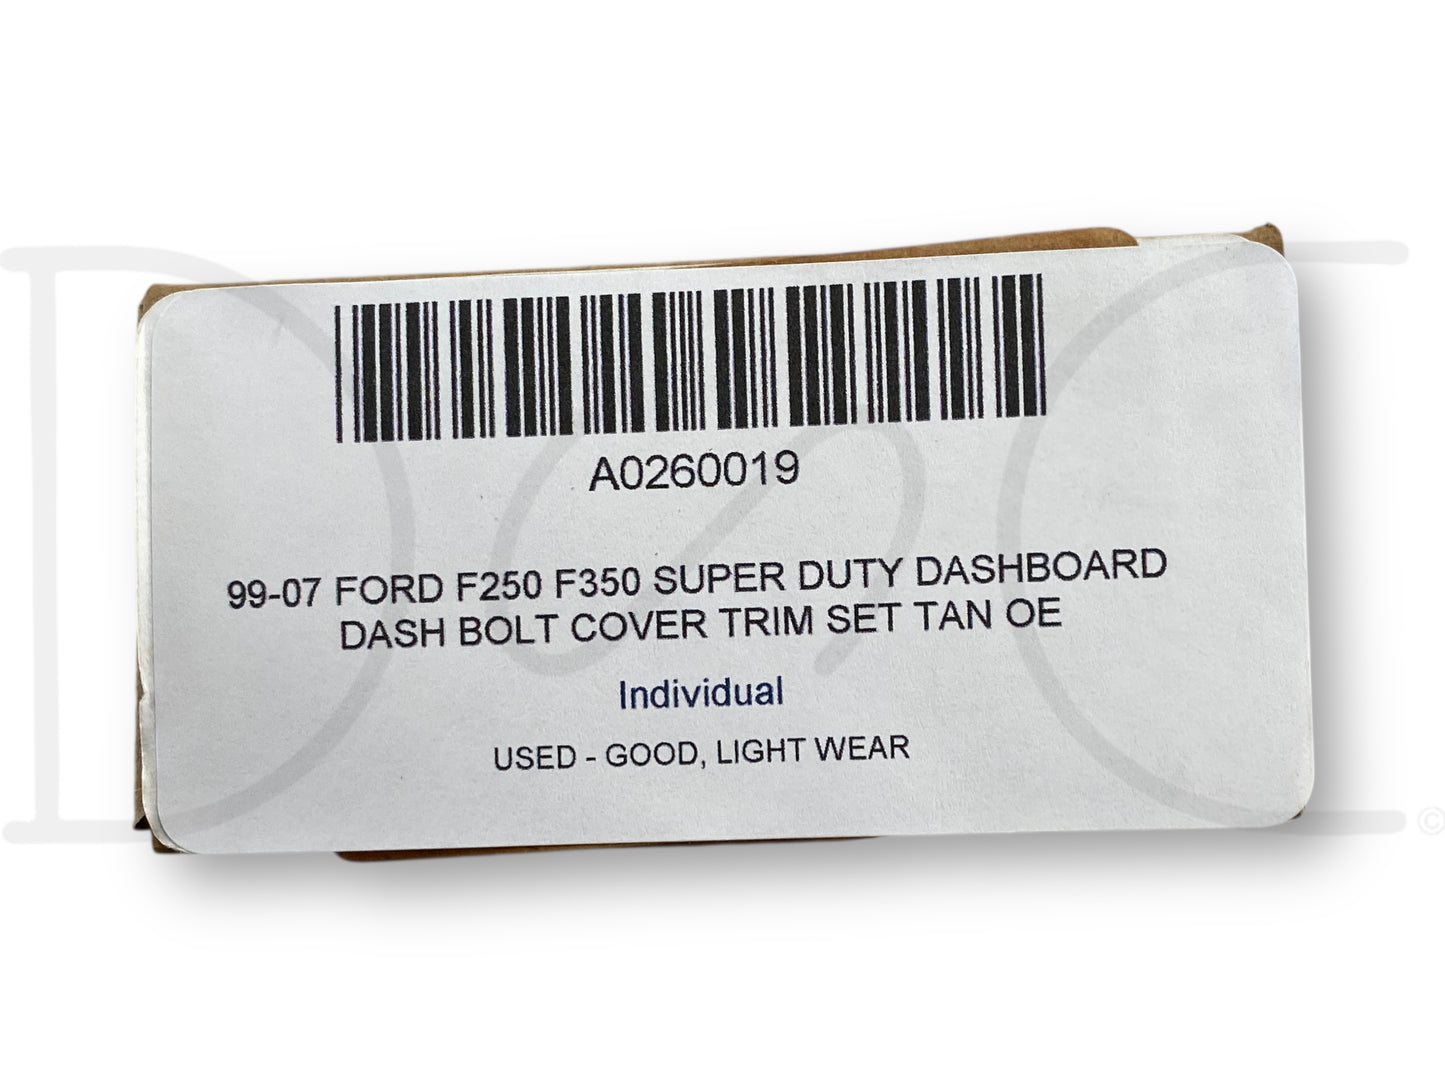 A0260019
99-07 FORD F250 F350 SUPER DUTY DASHBOARD
DASH BOLT COVER TRIM SET TAN OE
Individual
USED - GOOD, LIGHT WEAR
©